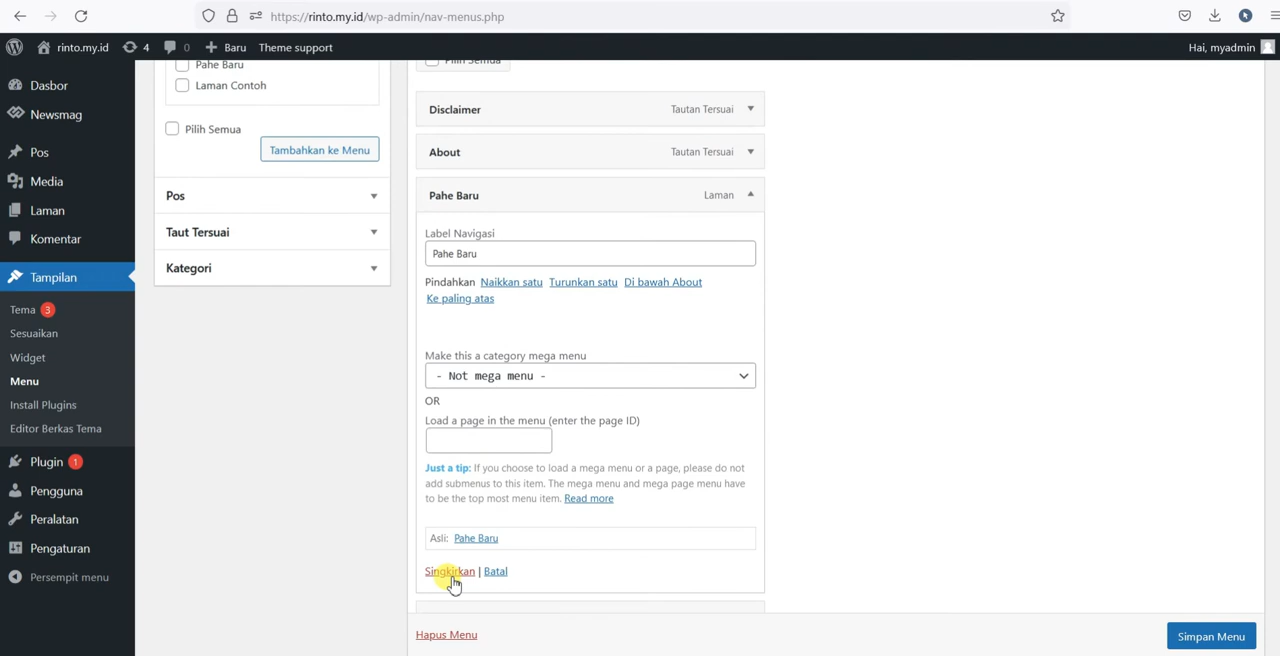 https://rinto.my.id/wp-admin/nav-menus.php
rinto.my.id 4 0 Baru Theme support Hai, myadmin
Dasbor
Newsmag
Pos
Media
Laman
Komentar
Tampilan
Tema 3
Sesuaikan
Widget
Menu
Install Plugins
Editor Berkas Tema
Plugin 1
Pengguna
Peralatan
Pengaturan
Persempit menu
Pahe Baru
Laman Contoh
Pilih Semua
Tambahkan ke Menu
Pos
Taut Tersuai
Kategori
Pilih Semua
Disclaimer Tautan Tersuai
About Tautan Tersuai
Pahe Baru Laman
Label Navigasi
Pahe Baru
Pindahkan Naikkan satu Turunkan satu Di bawah About
Ke paling atas
Make this a category mega menu
- Not mega menu -
OR
Load a page in the menu (enter the page ID)
Just a tip: If you choose to load a mega menu or a page, please do not
add submenus to this item. The mega menu and mega page menu have
to be the top most menu item. Read more
Asli: Pahe Baru
Singkirkan | Batal
Hapus Menu
Simpan Menu